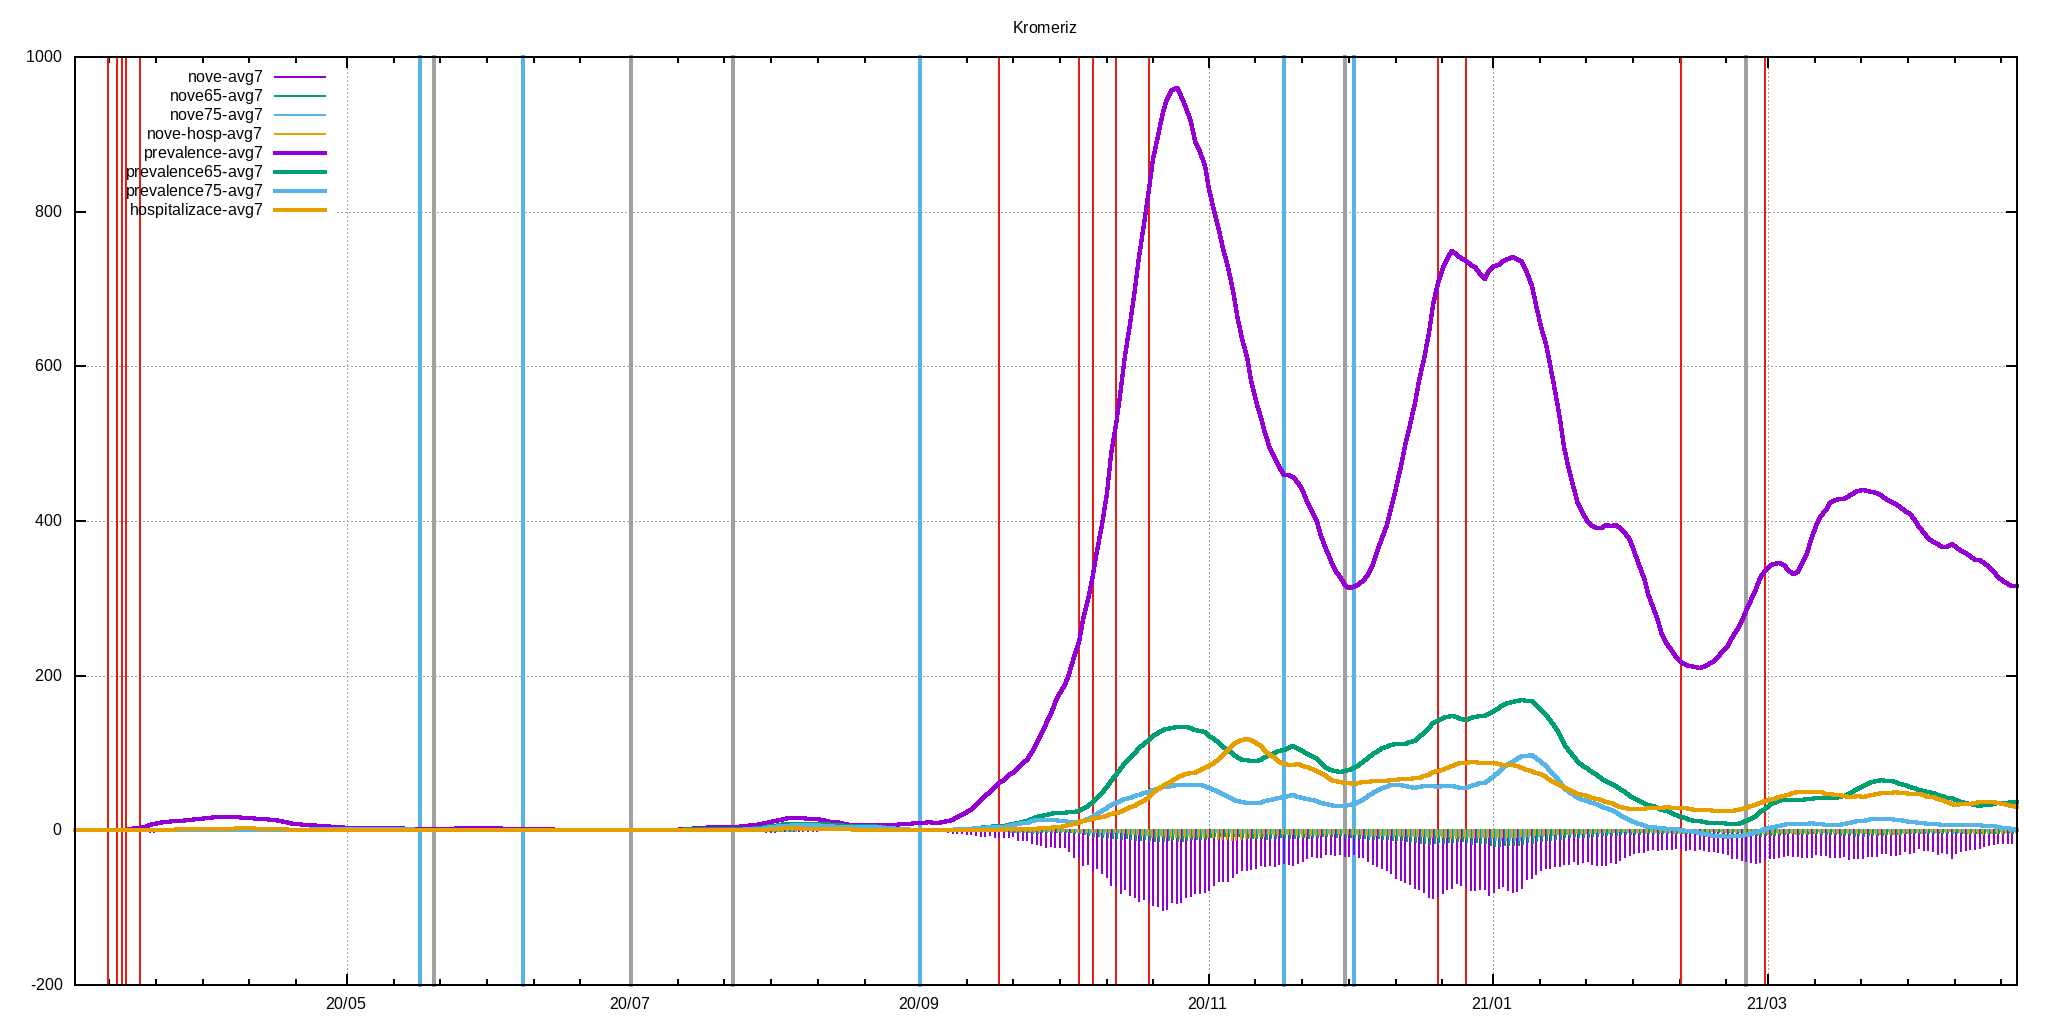 Kromeriz
1000
800
600
400
200
0
-200
nove-avg7
nove65-avg7
nove75-avg7
nove-hosp-avg7
prevalence-avg7
prevalence65-avg7
prevalence75-avg7
hospitalizace-avg7
20/05
20/07
20/09
20/11
21/01
21/03